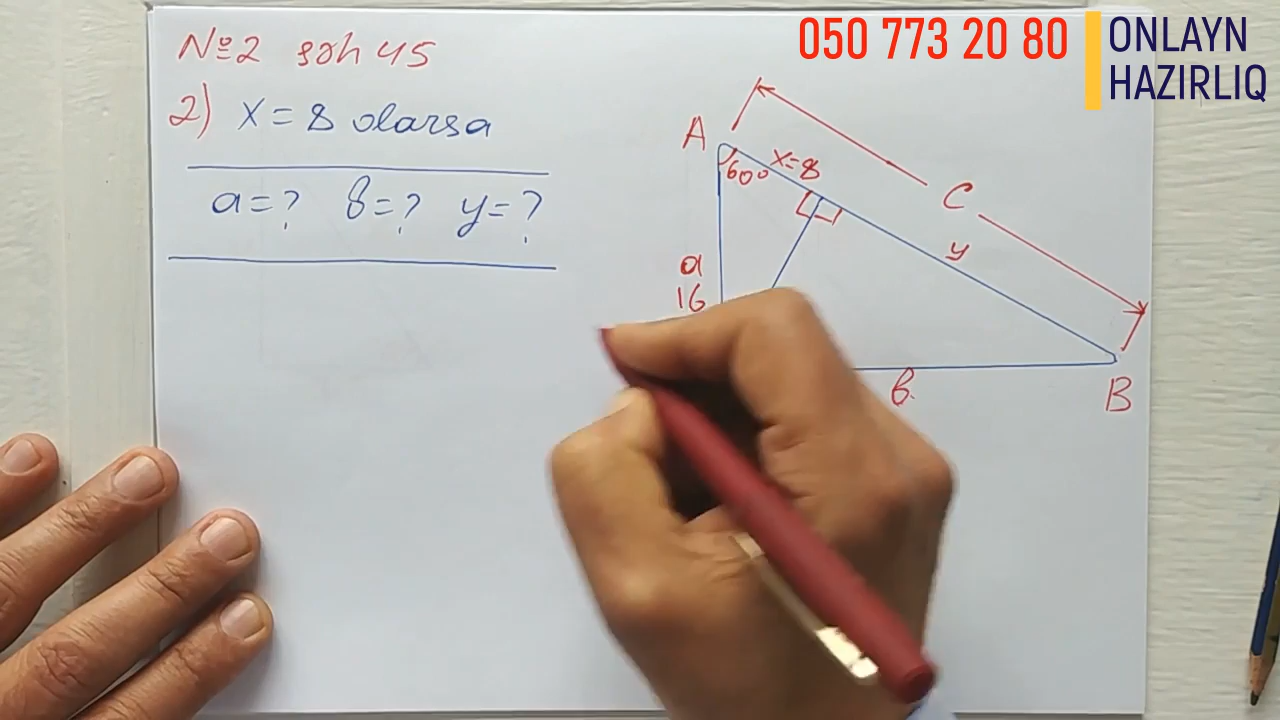 050 773 20 80
ONLAYN
HAZIRLIQ
№2 səh 45
2) x=8 olarsa
a=? b=? y=?
A
60°
x=8
C
y
a
16
b
B